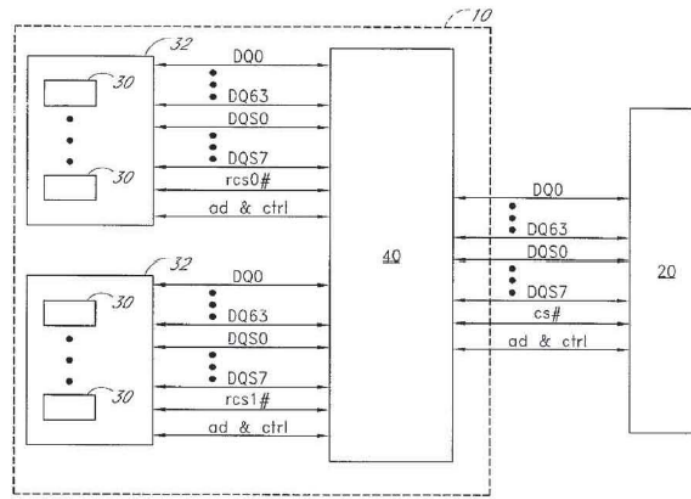 10
32
30
30
DQ0
DQ63
DQS0
DQS7
rcs0#
ad & ctrl
32
30
30
DQ0
DQ63
DQS0
DQS7
rcs1#
ad & ctrl
40
DQ0
DQ63
DQS0
DQS7
cs#
ad & ctrl
20